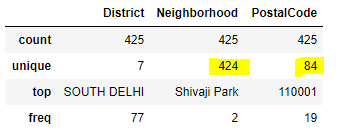 District Neighborhood PostalCode
count 425 425 425
unique 7 424 84
top SOUTH DELHI Shivaji Park 110001
freq 77 2 19